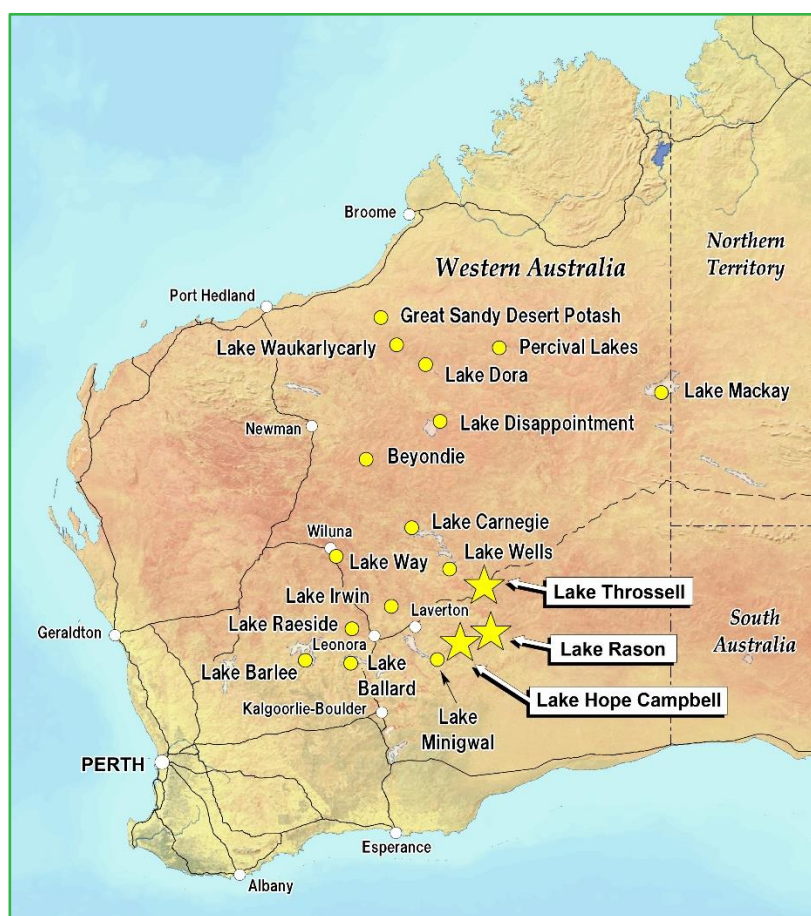 Broome
Northern
Territory
Western Australia
Port Hedland
Great Sandy Desert Potash
Lake Waukarlycarly
Percival Lakes
Lake Dora
Lake Mackay
Lake Disappointment
Newman
Beyondie
Lake Carnegie
Wiluna
Lake Way
Lake Wells
Lake Throssell
Lake Irwin
Laverton
Lake Raeside
Geraldton
Leonora
South
Australia
Lake Rason
Lake Barlee
Lake
Ballard
Lake Hope Campbell
Kalgoorlie-Boulder
Lake
Minigwal
PERTH
Esperance
Albany